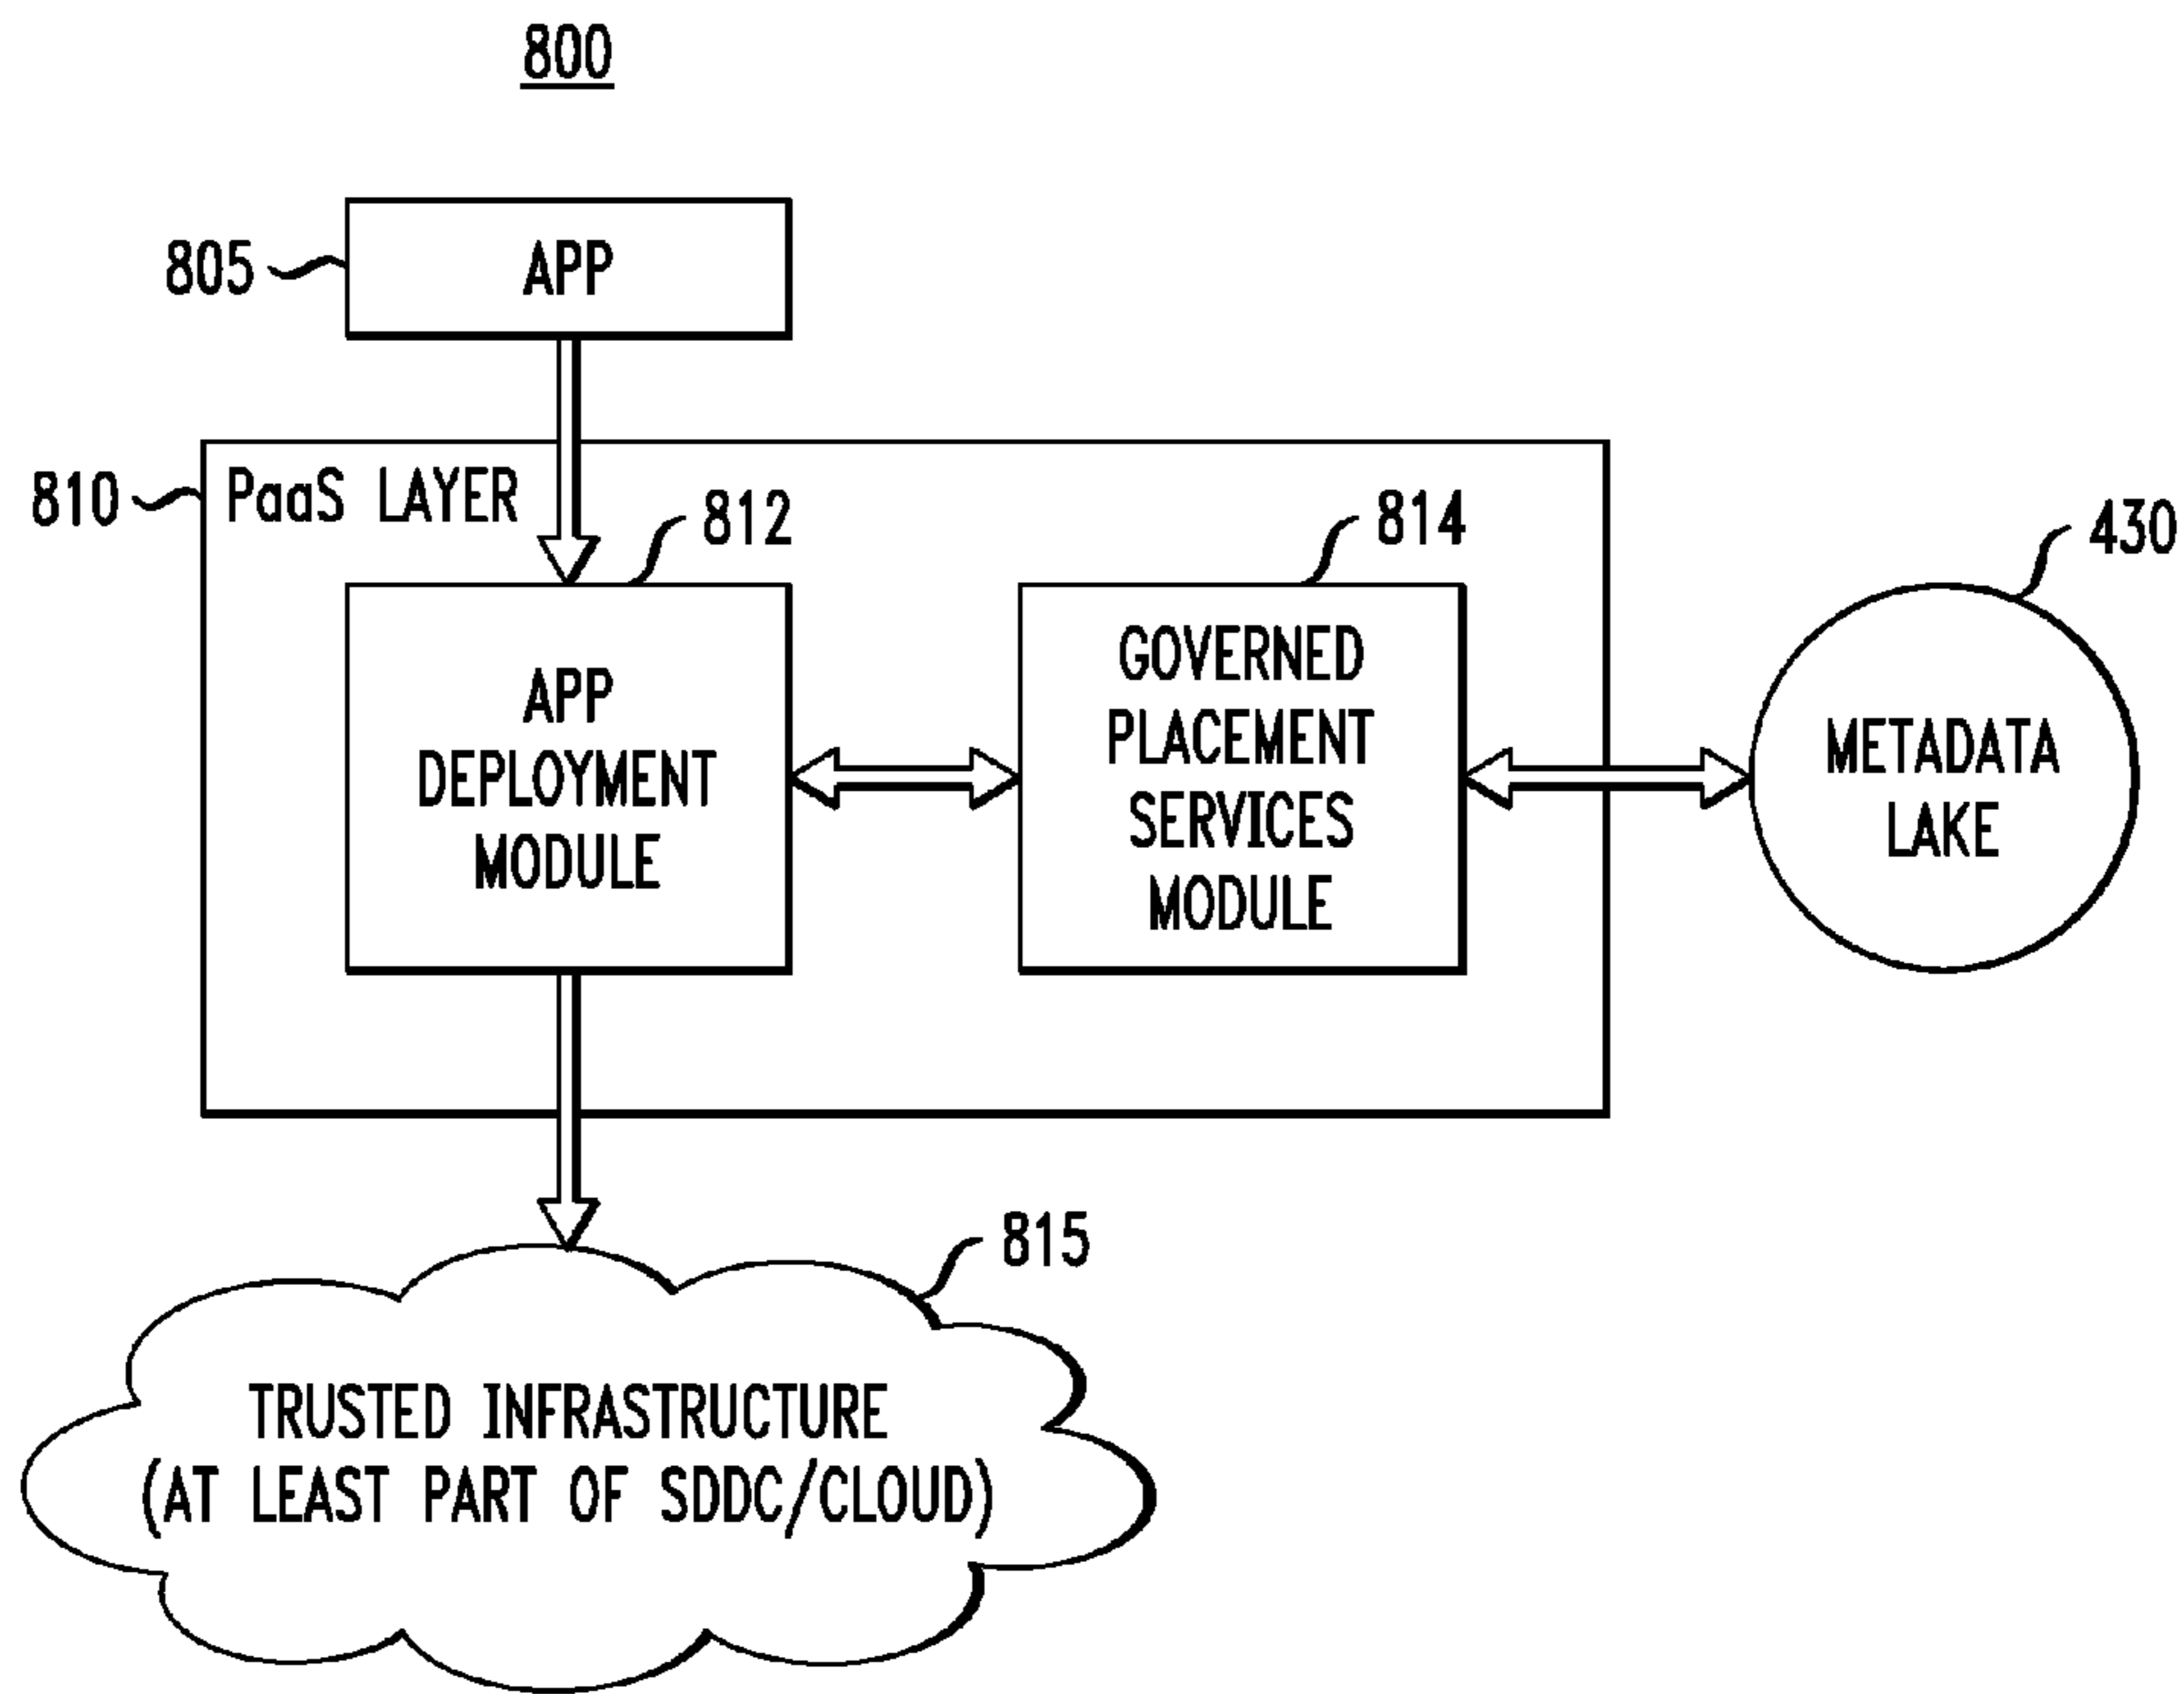 800
805
APP
810
PaaS LAYER
812
814
430
APP
DEPLOYMENT
MODULE
GOVERNED
PLACEMENT
SERVICES
MODULE
METADATA
LAKE
815
TRUSTED INFRASTRUCTURE
(AT LEAST PART OF SDDC/CLOUD)